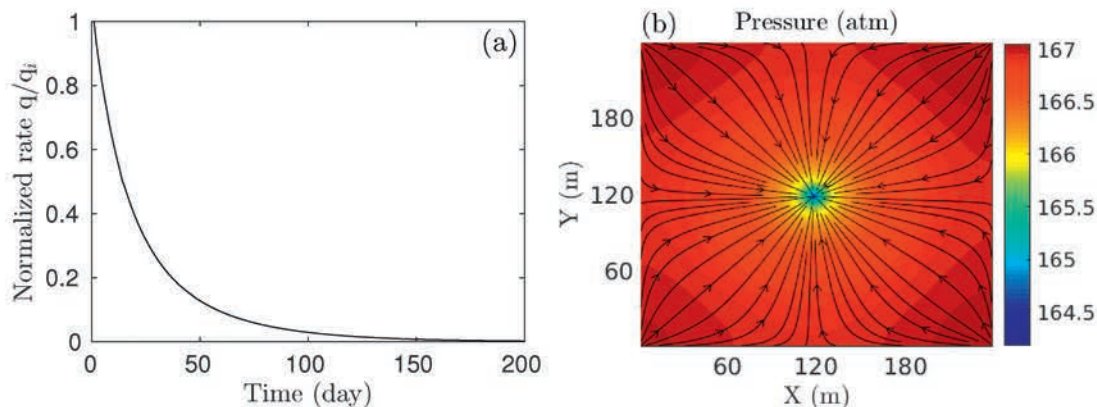 (a)
Normalized rate q/qᵢ
1
0.8
0.6
0.4
0.2
0
0 50 100 150 200
Time (day)
(b) Pressure (atm)
Y (m)
180
120
60
60 120 180
X (m)
167
166.5
166
165.5
165
164.5